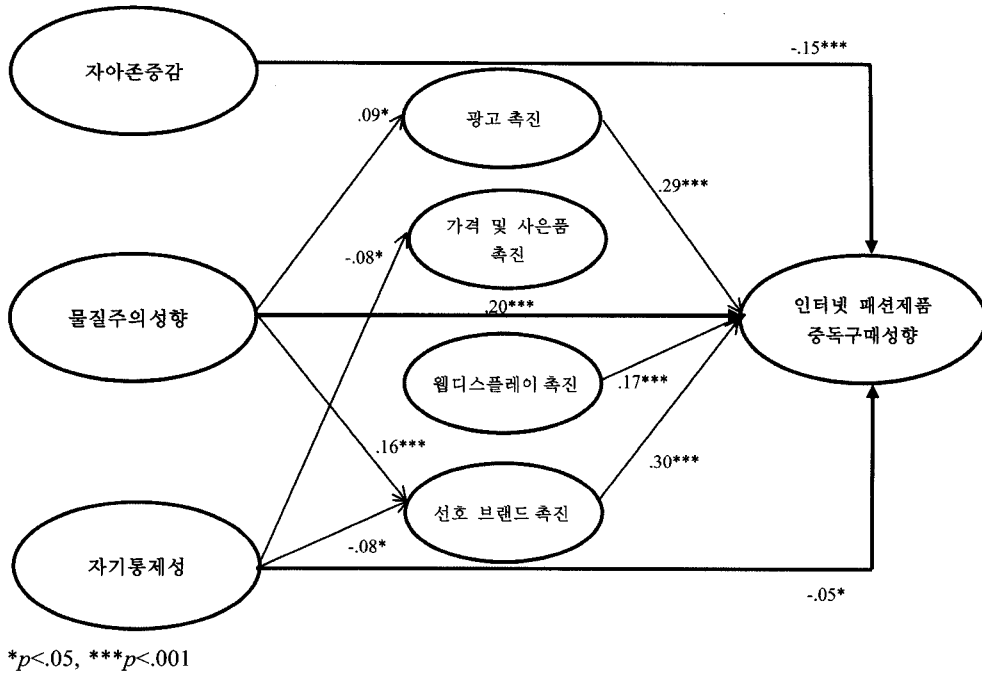 -.15***
자아존중감
.09*
광고 촉진
.29***
가격 및 사은품
촉진
-.08*
물질주의성향
.20***
인터넷 패션제품
중독구매성향
웹디스플레이 촉진
.17***
.16***
.30***
선호 브랜드 촉진
-.08*
자기통제성
-.05*
*p<.05, ***p<.001